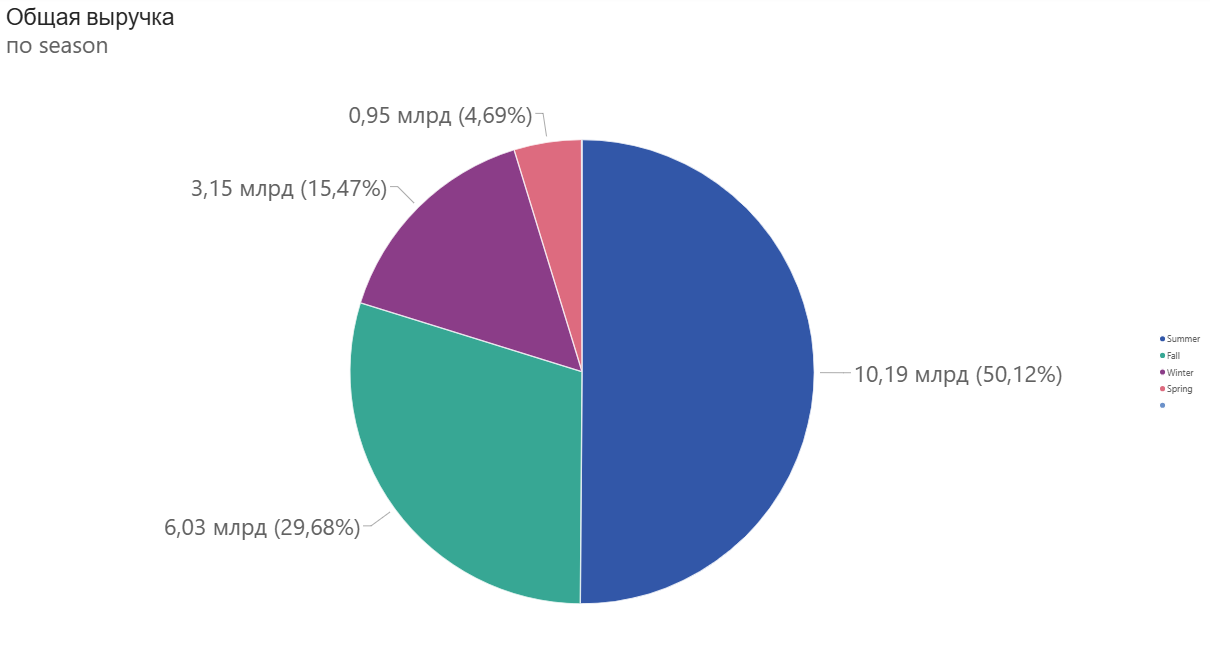 Общая выручка
по season
0,95 млрд (4,69%)
3,15 млрд (15,47%)
10,19 млрд (50,12%)
6,03 млрд (29,68%)
Summer
Fall
Winter
Spring